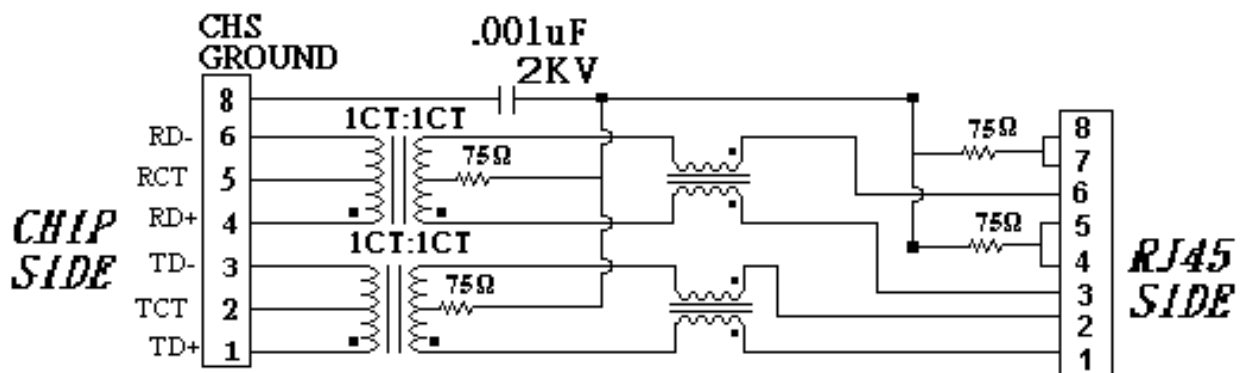 CHS
GROUND
.001uF
2KV
8
RD- 6
RCT 5
RD+ 4
TD- 3
TCT 2
TD+ 1
CHIP
SIDE
1CT:1CT
75Ω
1CT:1CT
75Ω
75Ω
75Ω
8
7
6
5
4
3
2
1
RJ45
SIDE